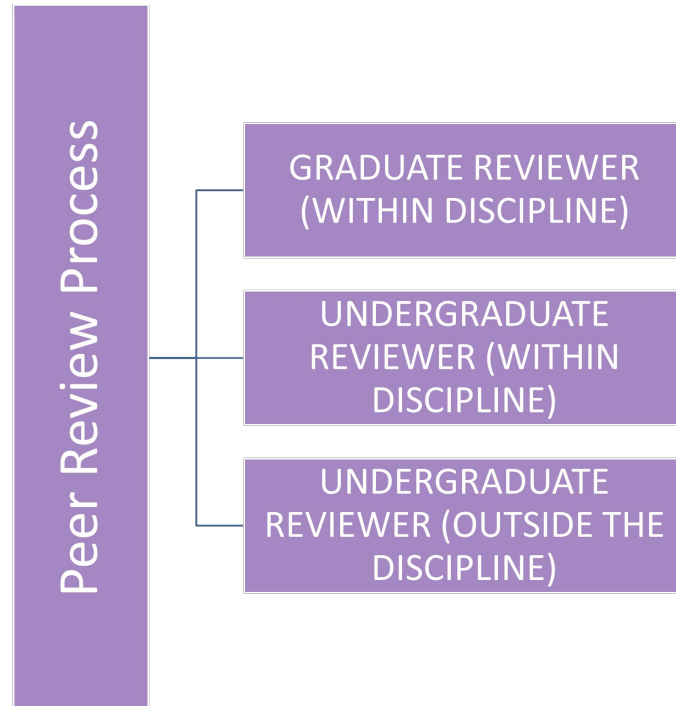 Peer Review Process
GRADUATE REVIEWER
(WITHIN DISCIPLINE)
UNDERGRADUATE
REVIEWER (WITHIN
DISCIPLINE)
UNDERGRADUATE
REVIEWER (OUTSIDE THE
DISCIPLINE)